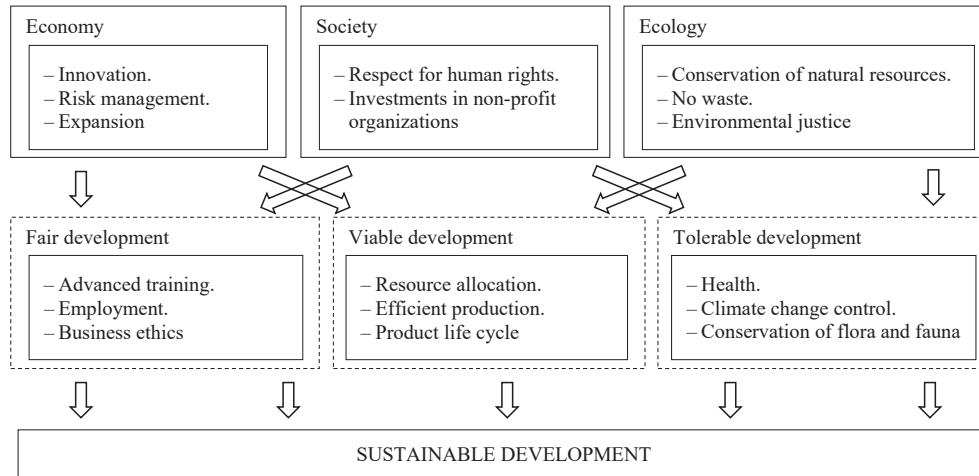 Economy
– Innovation.
– Risk management.
– Expansion
Society
– Respect for human rights.
– Investments in non-profit
organizations
Ecology
– Conservation of natural resources.
– No waste.
– Environmental justice
Fair development
– Advanced training.
– Employment.
– Business ethics
Viable development
– Resource allocation.
– Efficient production.
– Product life cycle
Tolerable development
– Health.
– Climate change control.
– Conservation of flora and fauna
SUSTAINABLE DEVELOPMENT